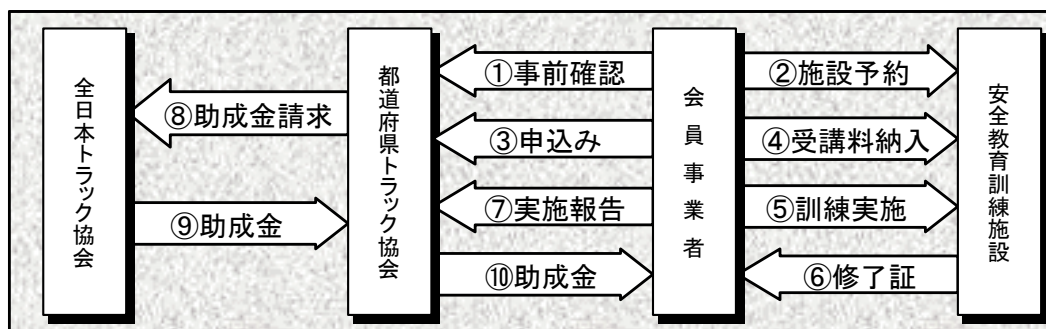 全日本トラック協会
都道府県トラック協会
会員事業者
安全教育訓練施設
①事前確認
②施設予約
③申込み
④受講料納入
⑤訓練実施
⑥修了証
⑦実施報告
⑧助成金請求
⑨助成金
⑩助成金